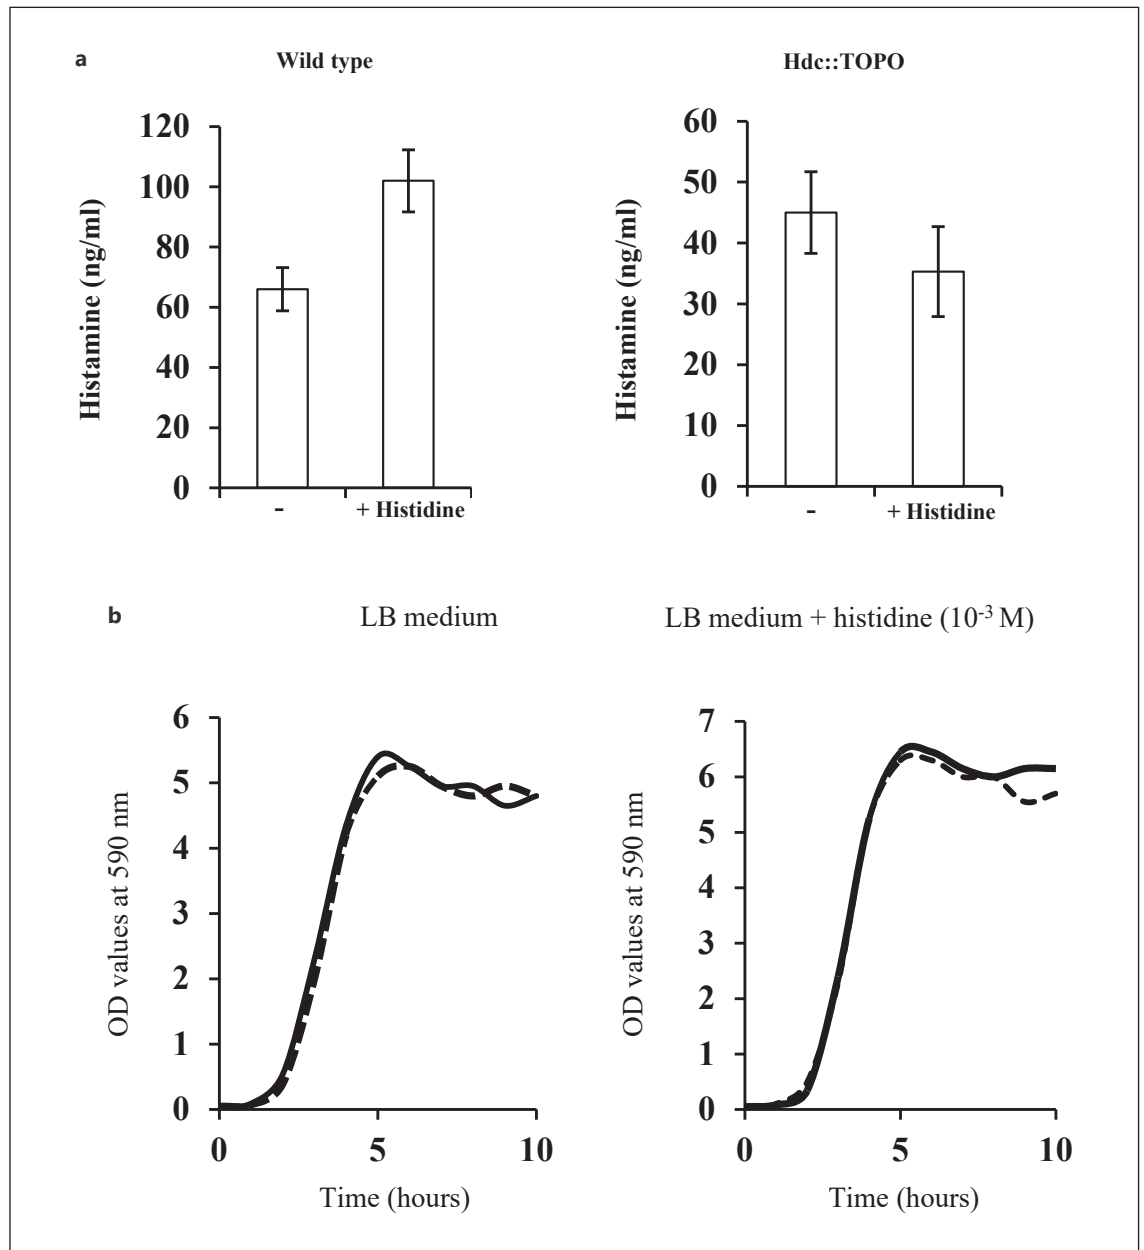 a
Wild type
Hdc::TOPO
Histamine (ng/ml)
120
100
80
60
40
20
0
-
+ Histidine
Histamine (ng/ml)
60
50
40
30
20
10
0
-
+ Histidine
b
LB medium
LB medium + histidine (10⁻³ M)
OD values at 590 nm
6
5
4
3
2
1
0
0 5 10
Time (hours)
OD values at 590 nm
7
6
5
4
3
2
1
0
0 5 10
Time (hours)